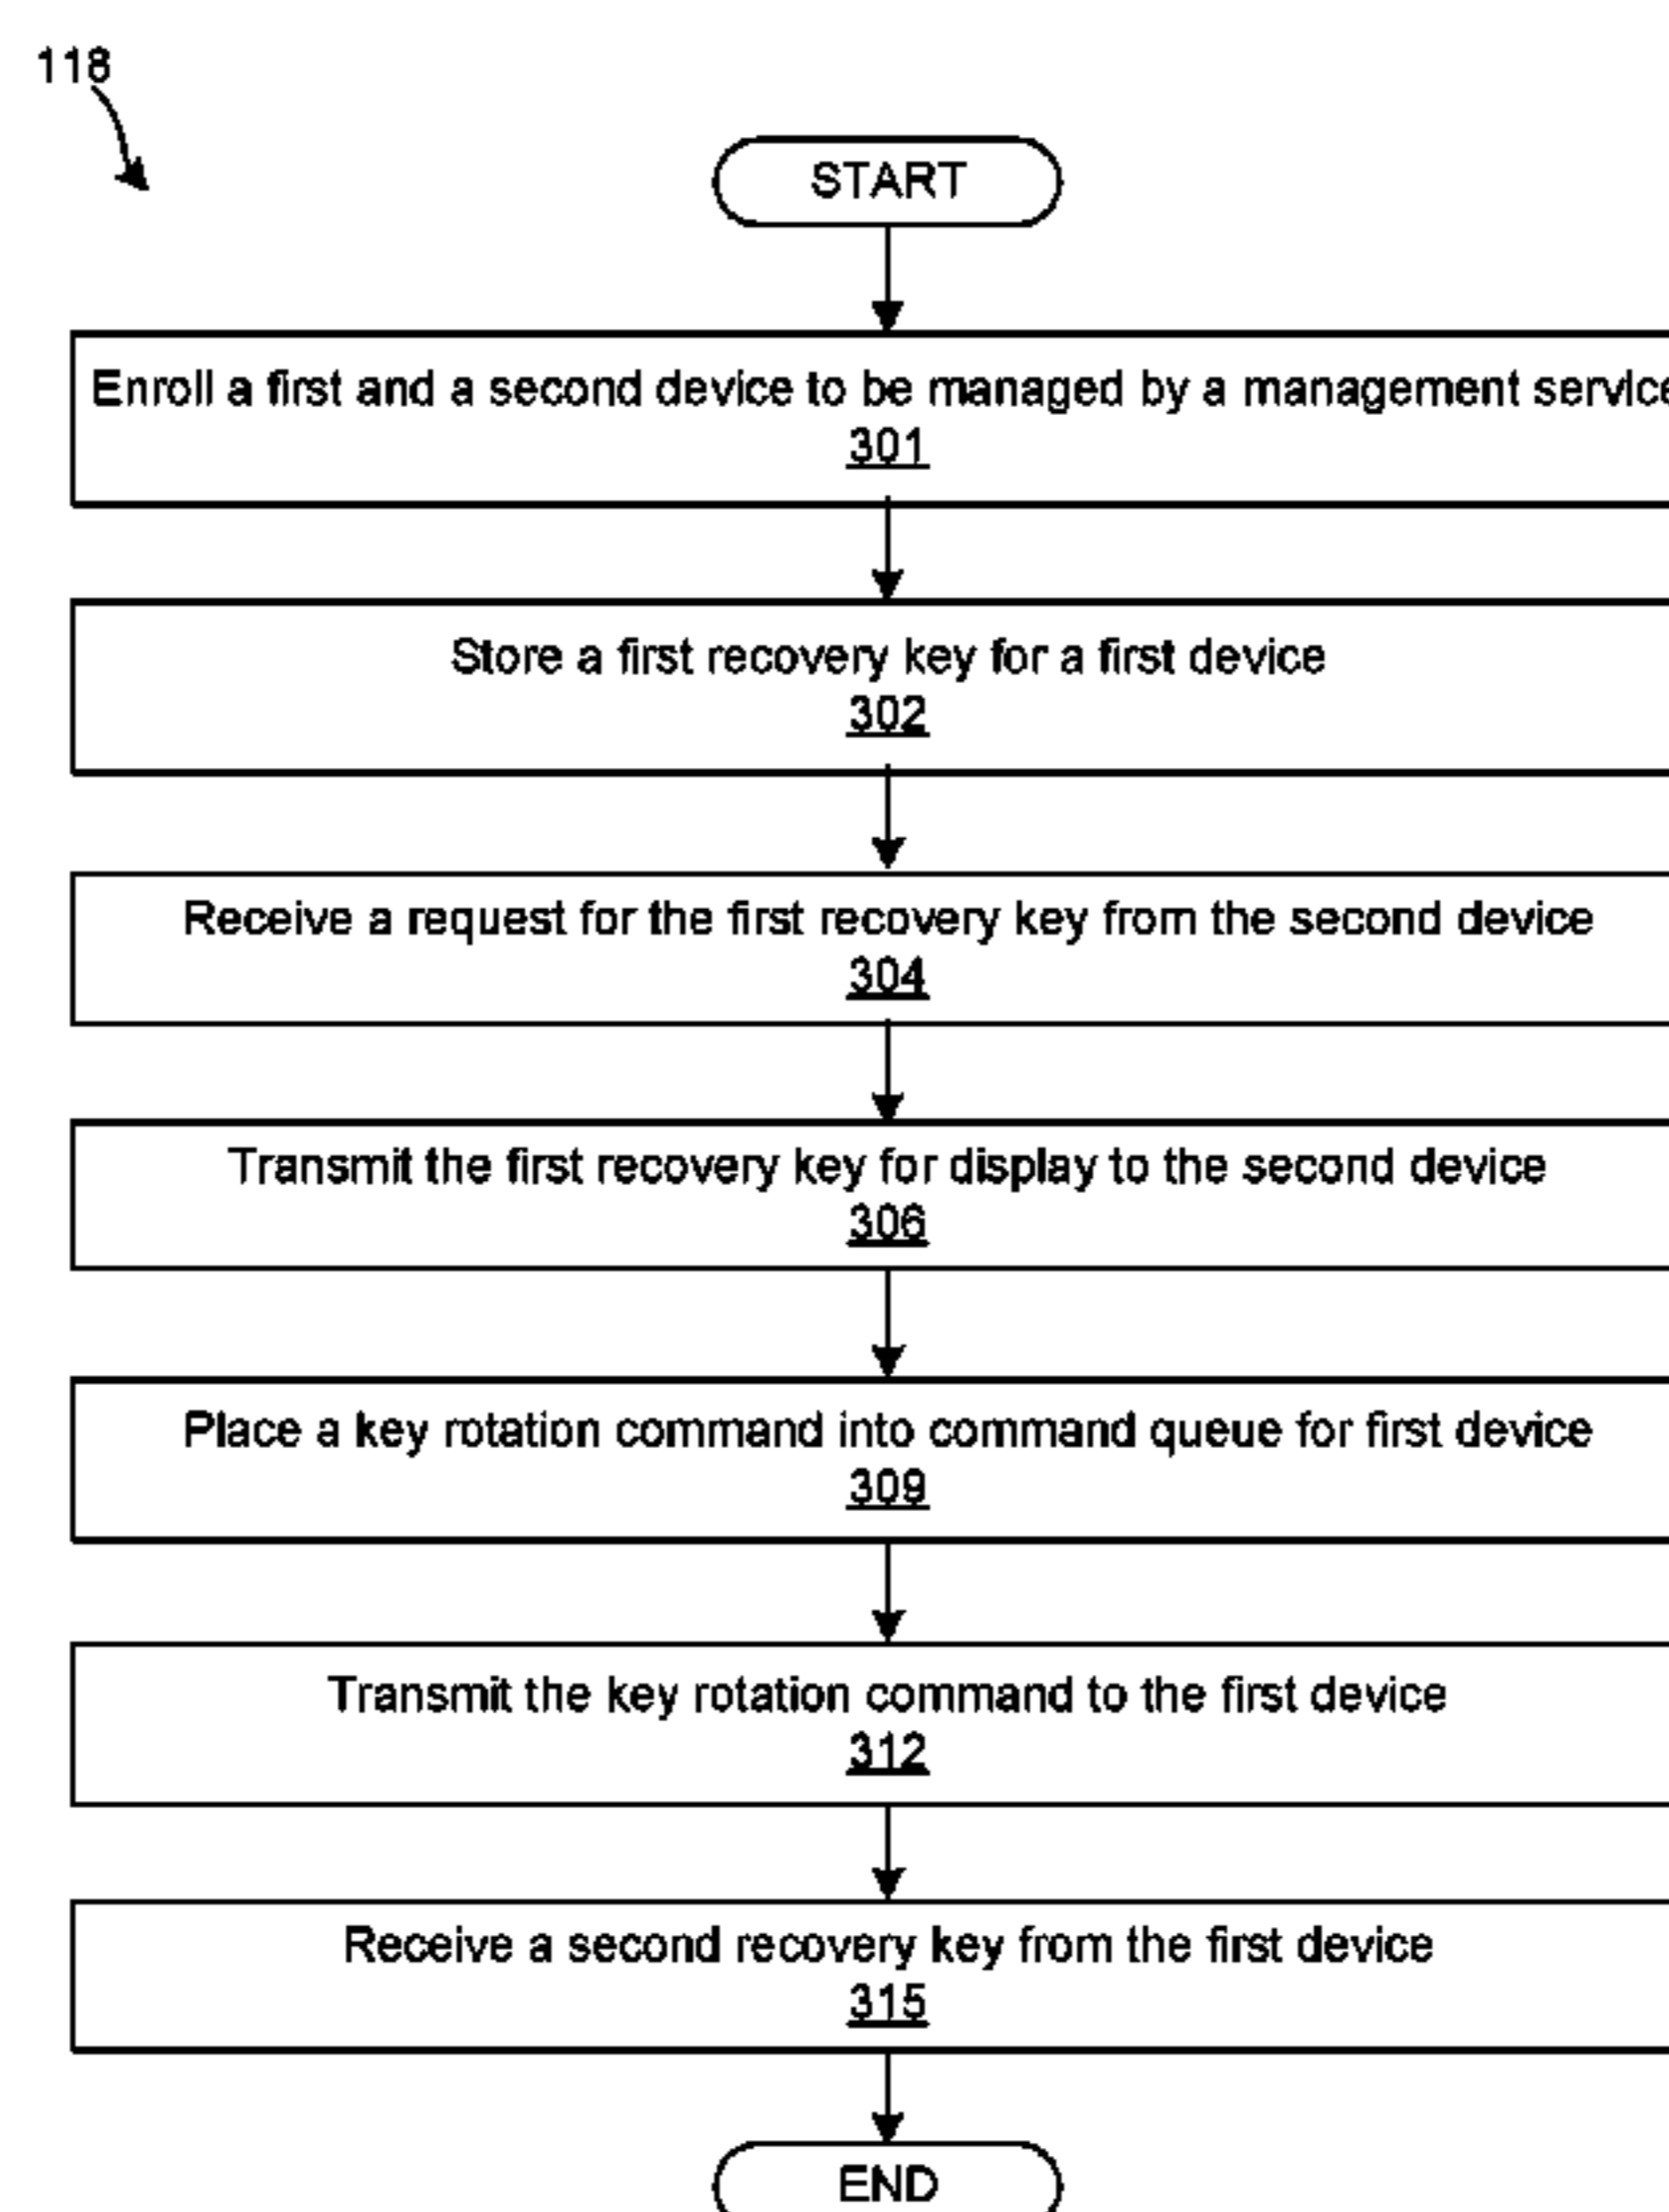 118
START
Enroll a first and a second device to be managed by a management service
301
Store a first recovery key for a first device
302
Receive a request for the first recovery key from the second device
304
Transmit the first recovery key for display to the second device
306
Place a key rotation command into command queue for first device
309
Transmit the key rotation command to the first device
312
Receive a second recovery key from the first device
315
END